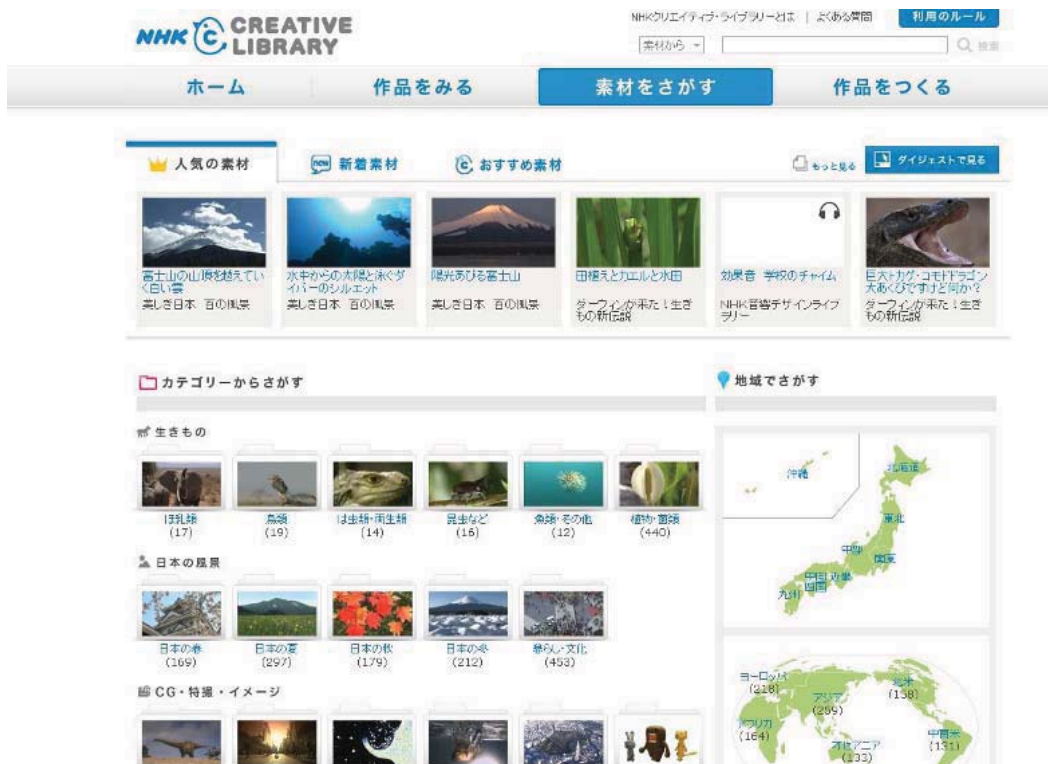 NHK CREATIVE LIBRARY
NHKクリエイティブ・ライブラリーとは | よくある質問
利用のルール
素材から
検索
ホーム
作品をみる
素材をさがす
作品をつくる
人気の素材
new 新着素材
おすすめ素材
もっと見る
ダイジェストで見る
富士山の山頂を越えてい
く白い雲
美しき日本 百の風景
水中からの太陽と泳ぐダ
イバーのシルエット
美しき日本 百の風景
陽光あびる富士山
美しき日本 百の風景
田植えとカエルと水田
ダーウィンが来た!生き
もの新伝説
効果音 学校のチャイム
NHK音響デザインライブ
ラリー
巨大トカゲ・コモドドラゴン
大あくびですけど何か?
ダーウィンが来た!生き
もの新伝説
カテゴリーからさがす
地域でさがす
生きもの
ほ乳類
(17)
鳥類
(19)
は虫類・両生類
(14)
昆虫など
(16)
魚類・その他
(12)
植物・菌類
(440)
日本の風景
日本の春
(169)
日本の夏
(297)
日本の秋
(179)
日本の冬
(212)
暮らし・文化
(453)
CG・特撮・イメージ
沖縄
北海道
東北
中部
関東
中国
近畿
四国
九州
ヨーロッパ
(218)
アジア
(259)
北米
(158)
アフリカ
(164)
オセアニア
(133)
中南米
(131)